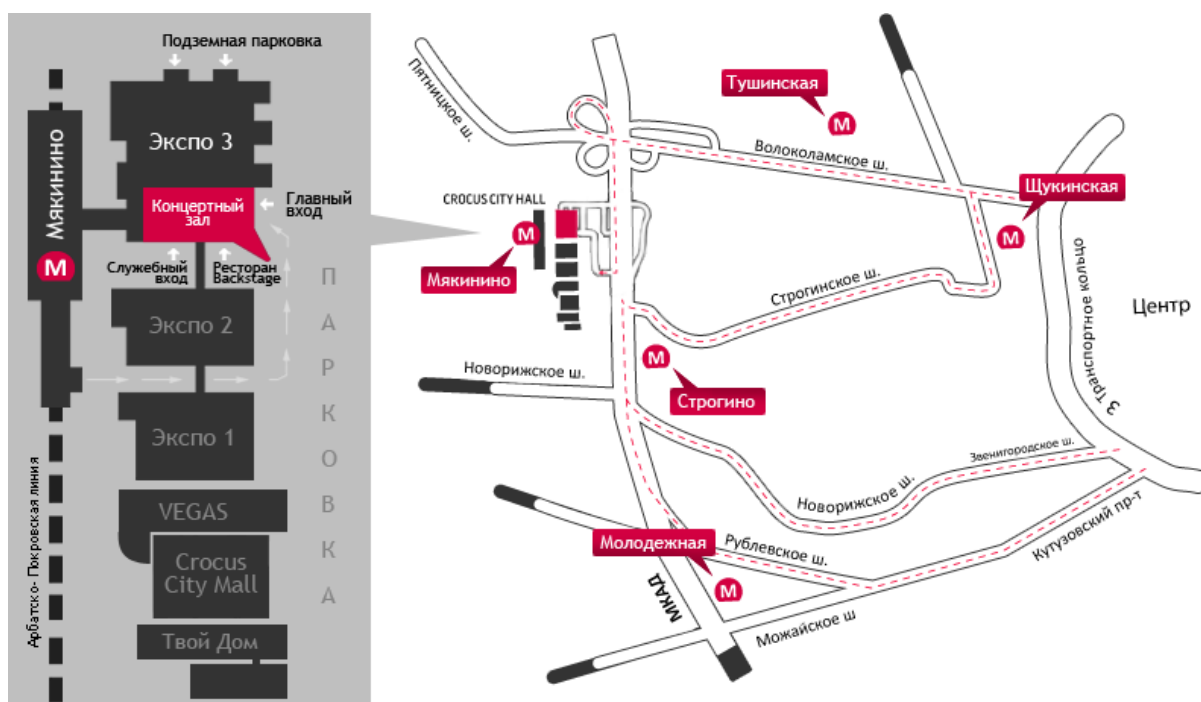 Подземная парковка
Экспо 3
Мякинино
М
Концертный
зал
Главный
вход
Служебный
вход
Ресторан
Backstage
Экспо 2
Экспо 1
ПАРКОВКА
VEGAS
Crocus
City Mall
Твой Дом
Арбатско- Покровская линия
Пятницкое ш.
Тушинская
М
Волоколамское ш.
Щукинская
М
CROCUS CITY HALL
М
Мякинино
Строгинское ш.
3 Транспортное кольцо
Центр
М
Строгино
Новорижское ш.
Звенигородское ш.
Новорижское ш.
Молодежная
М
Рублевское ш.
Кутузовский пр-т
МКАД
Можайское ш